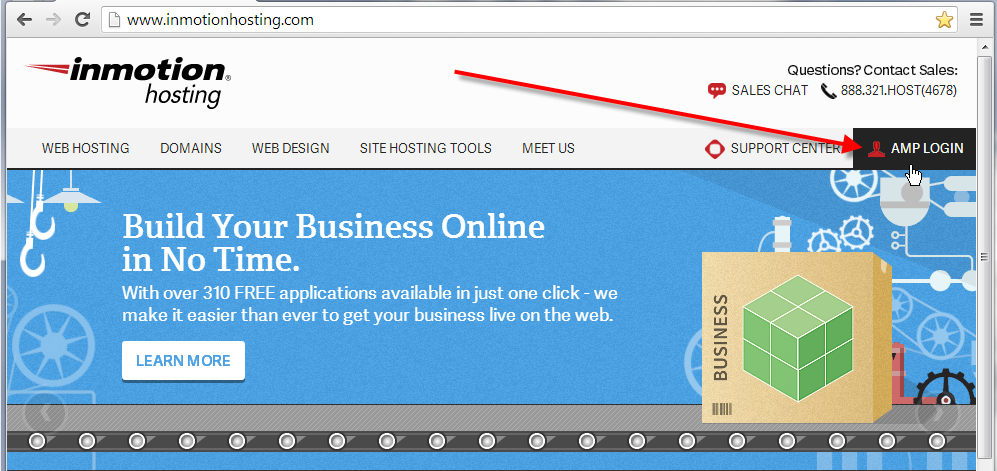 www.inmotionhosting.com
inmotion®
hosting
Questions? Contact Sales:
SALES CHAT 888.321.HOST(4678)
WEB HOSTING DOMAINS WEB DESIGN SITE HOSTING TOOLS MEET US SUPPORT CENTER AMP LOGIN
Build Your Business Online
in No Time.
With over 310 FREE applications available in just one click - we
make it easier than ever to get your business live on the web.
LEARN MORE
BUSINESS